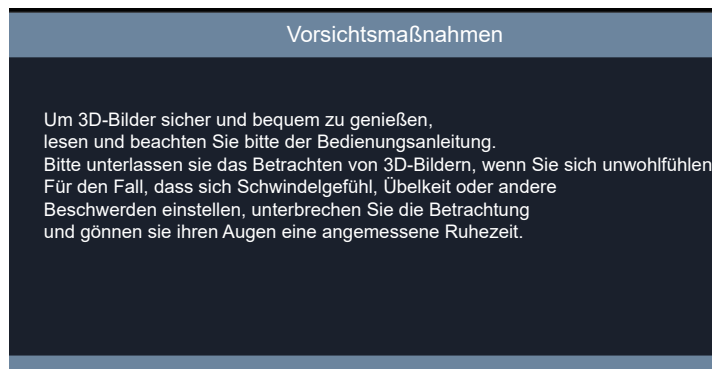 Vorsichtsmaßnahmen
Um 3D-Bilder sicher und bequem zu genießen,
lesen und beachten Sie bitte der Bedienungsanleitung.
Bitte unterlassen sie das Betrachten von 3D-Bildern, wenn Sie sich unwohlfühlen
Für den Fall, dass sich Schwindelgefühl, Übelkeit oder andere
Beschwerden einstellen, unterbrechen Sie die Betrachtung
und gönnen sie ihren Augen eine angemessene Ruhezeit.